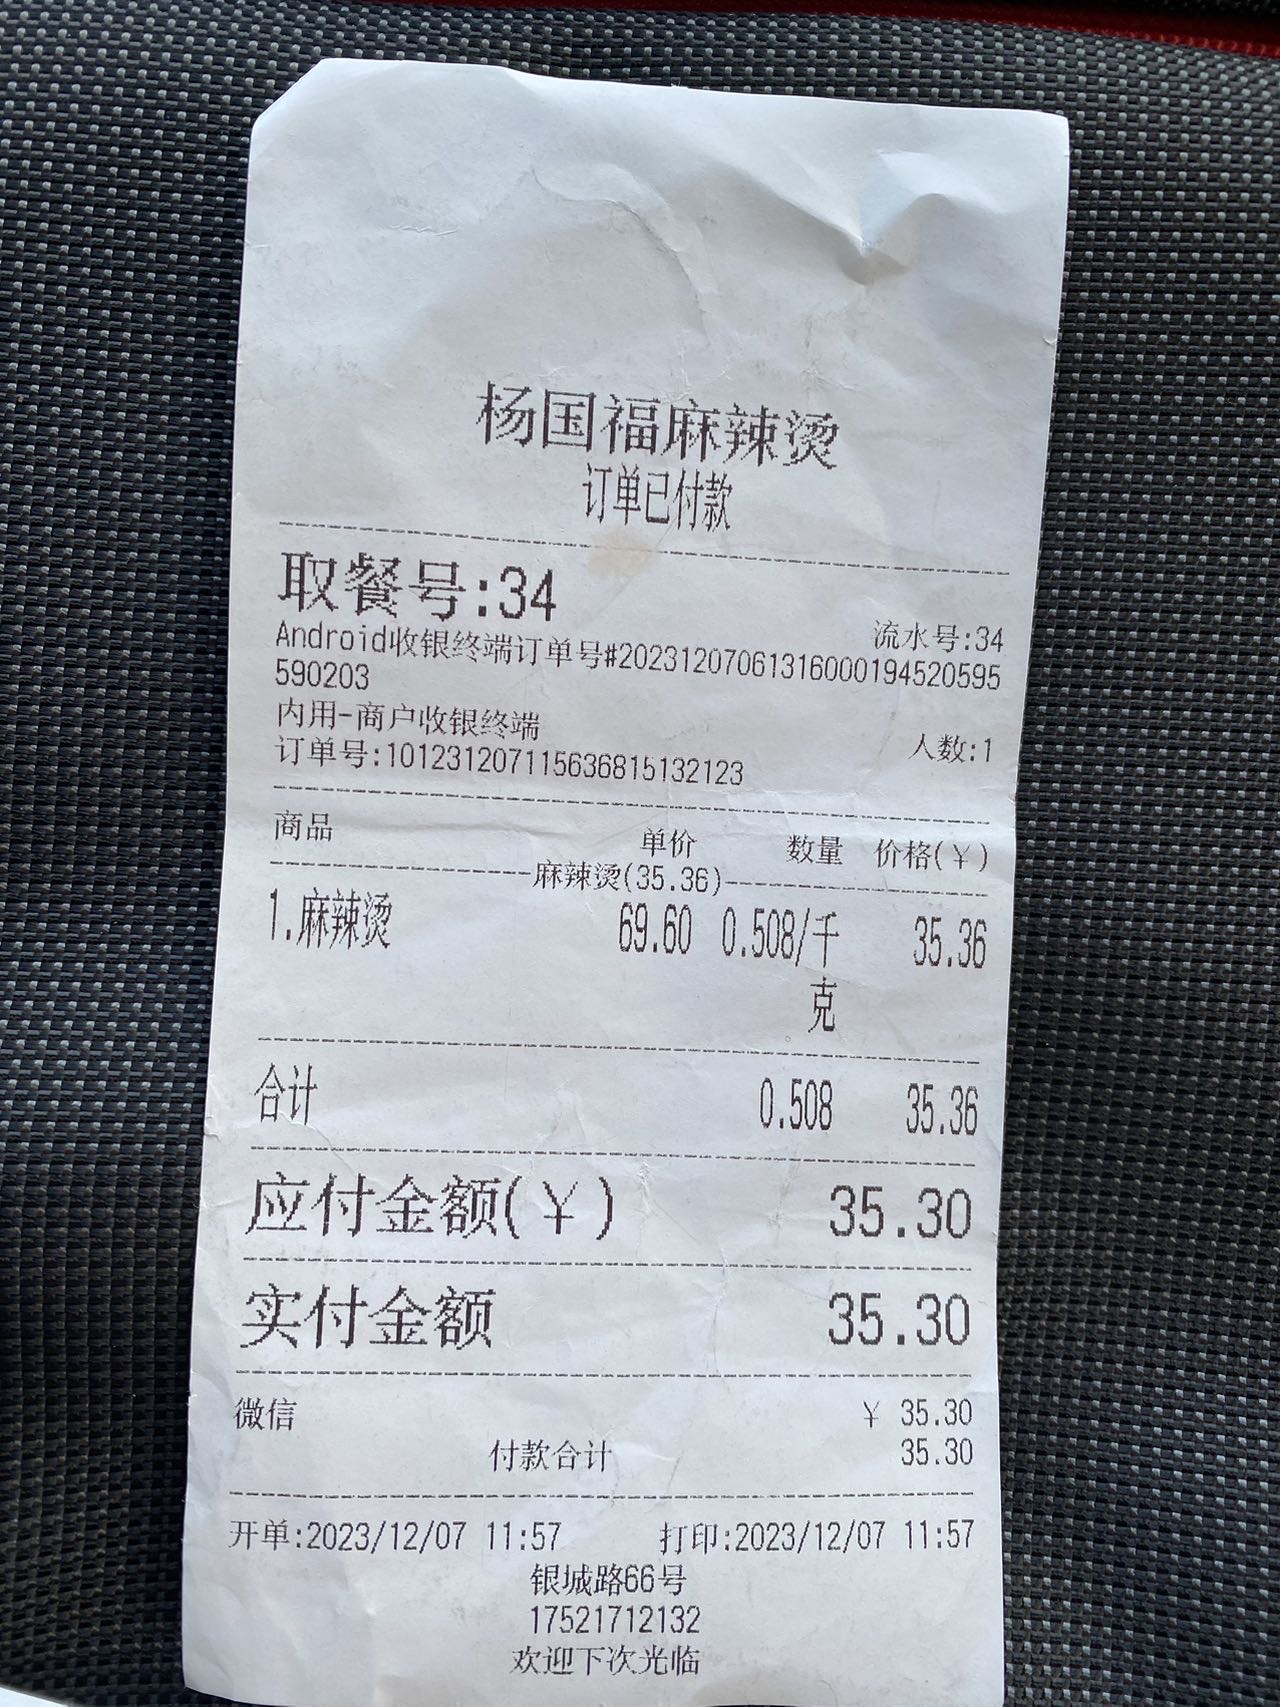 杨国福麻辣烫
订单已付款
取餐号:34
流水号:34
Android收银终端订单号#20231207061316000194520595
590203
内用-商户收银终端
人数:1
订单号:101231207115636815132123
商品 单价 数量 价格(￥)
麻辣烫(35.36)
1.麻辣烫 69.60 0.508/千 35.36
克
合计 0.508 35.36
应付金额(￥) 35.30
实付金额 35.30
微信 ￥ 35.30
付款合计 35.30
开单:2023/12/07 11:57 打印:2023/12/07 11:57
银城路66号
17521712132
欢迎下次光临